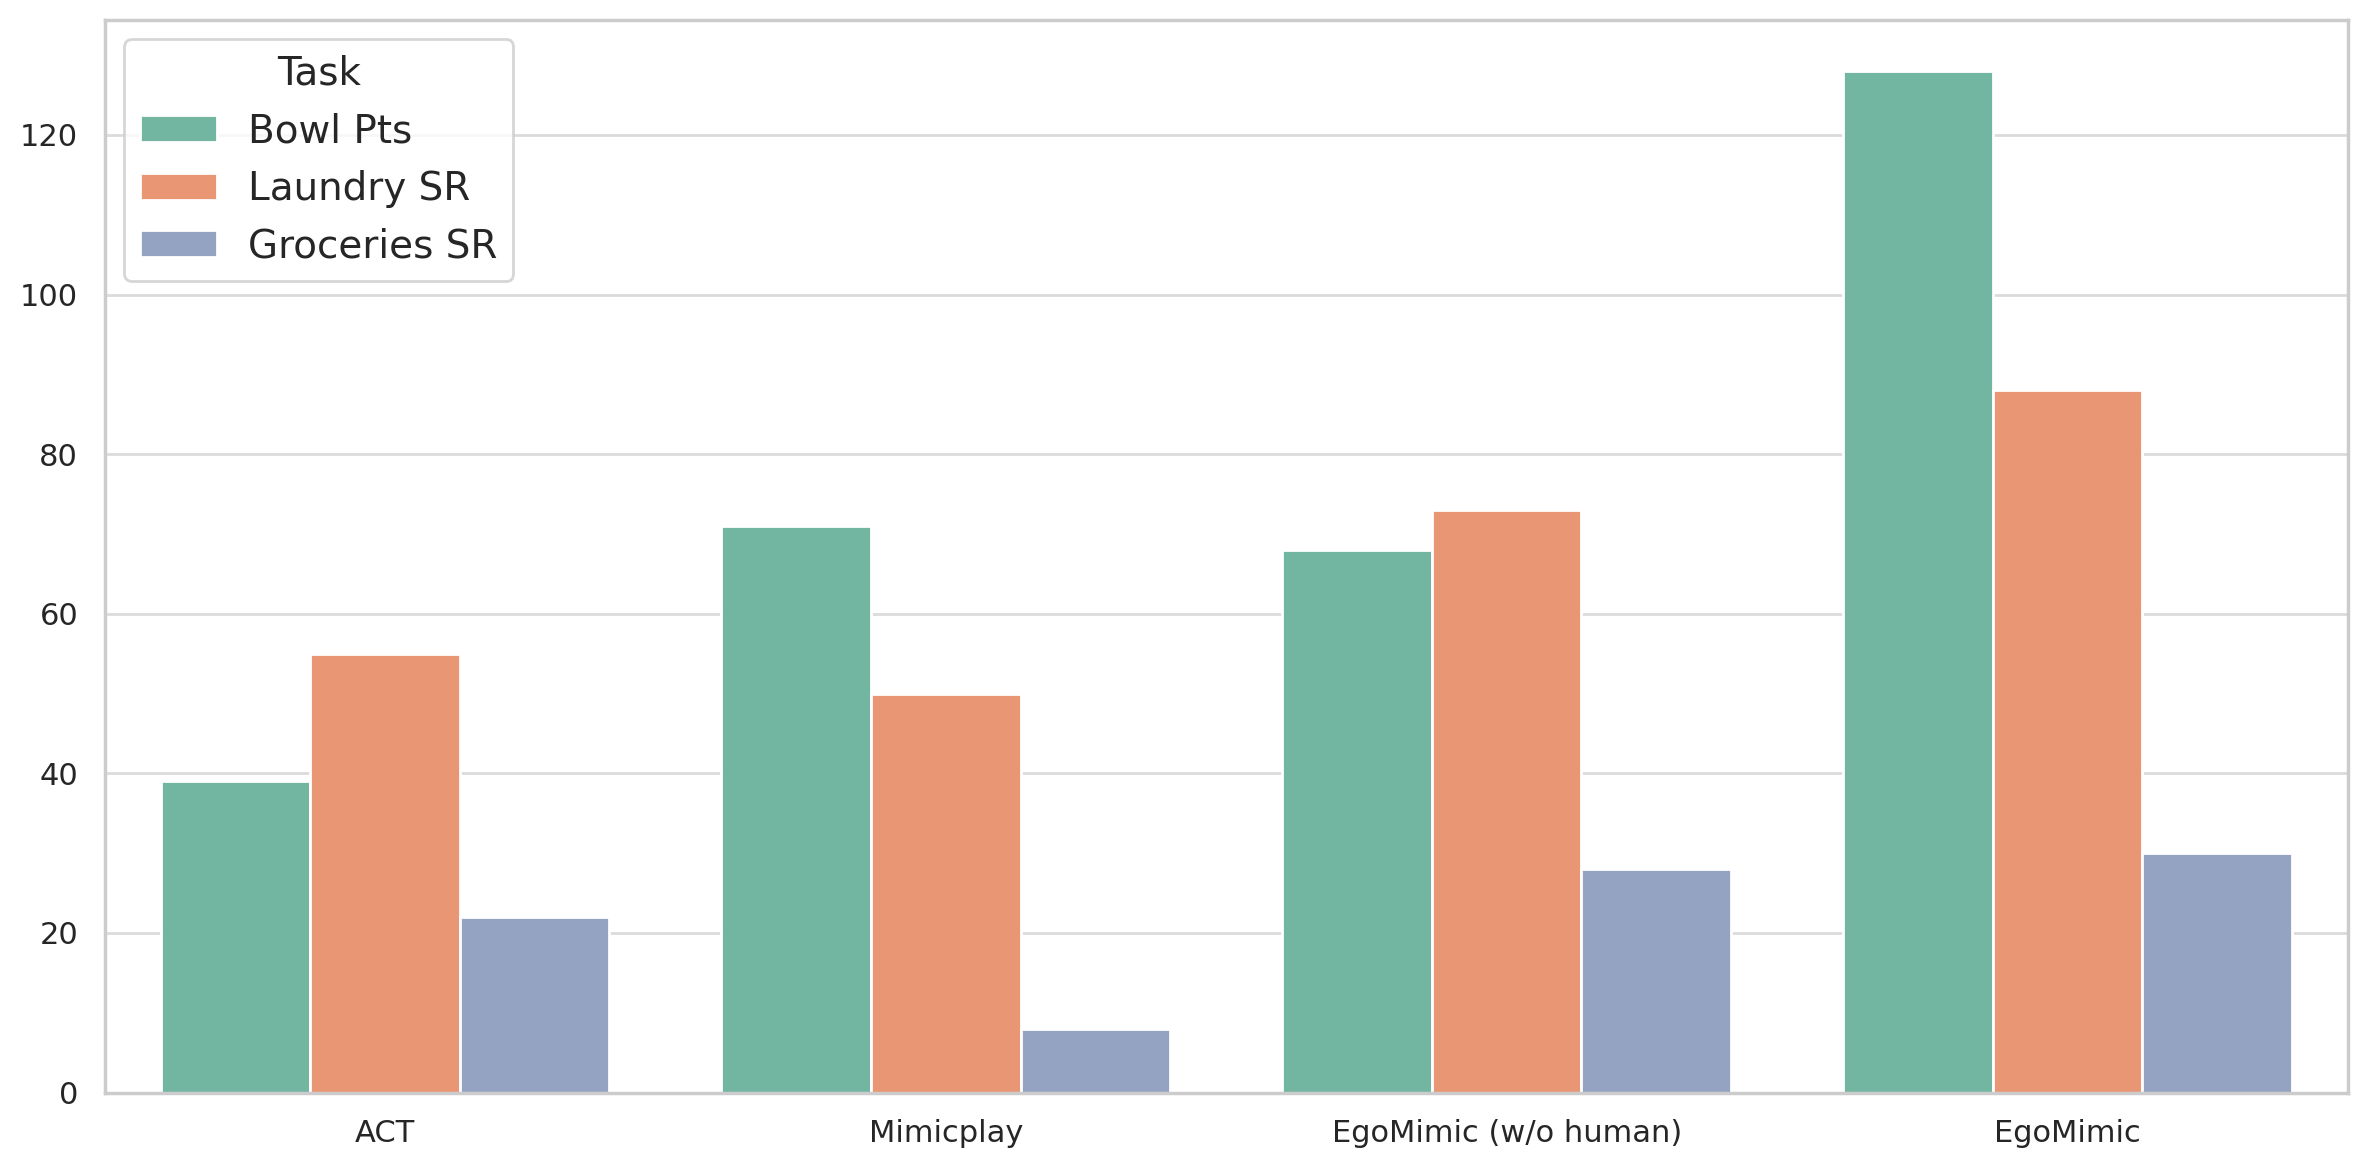 Task
Bowl Pts
Laundry SR
Groceries SR
120
100
80
60
40
20
0
ACT Mimicplay EgoMimic (w/o human) EgoMimic